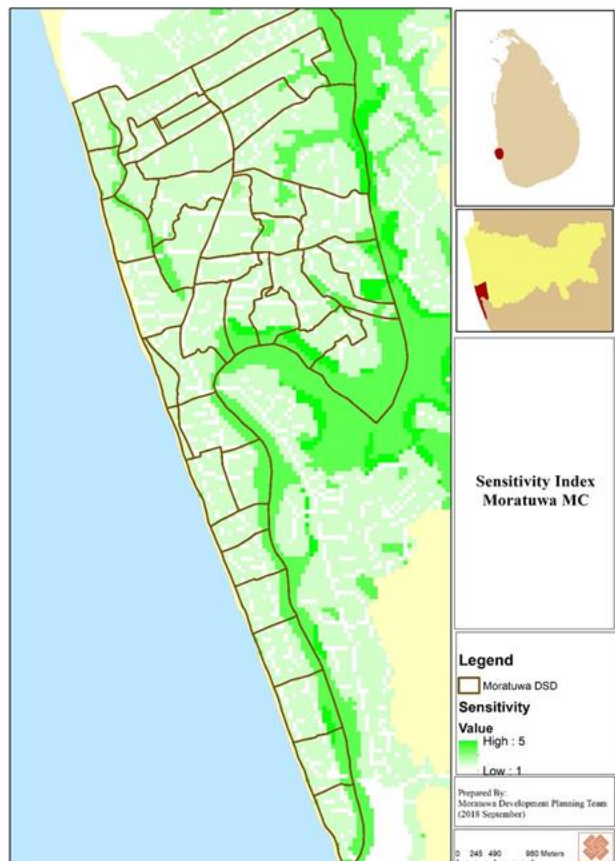 Sensitivity Index
Moratuwa MC
Legend
Moratuwa DSD
Sensitivity
Value
High : 5
Low : 1
Prepared By:
Moratuwa Development Planning Team
(2018 September)
0 245 490 980 Meters